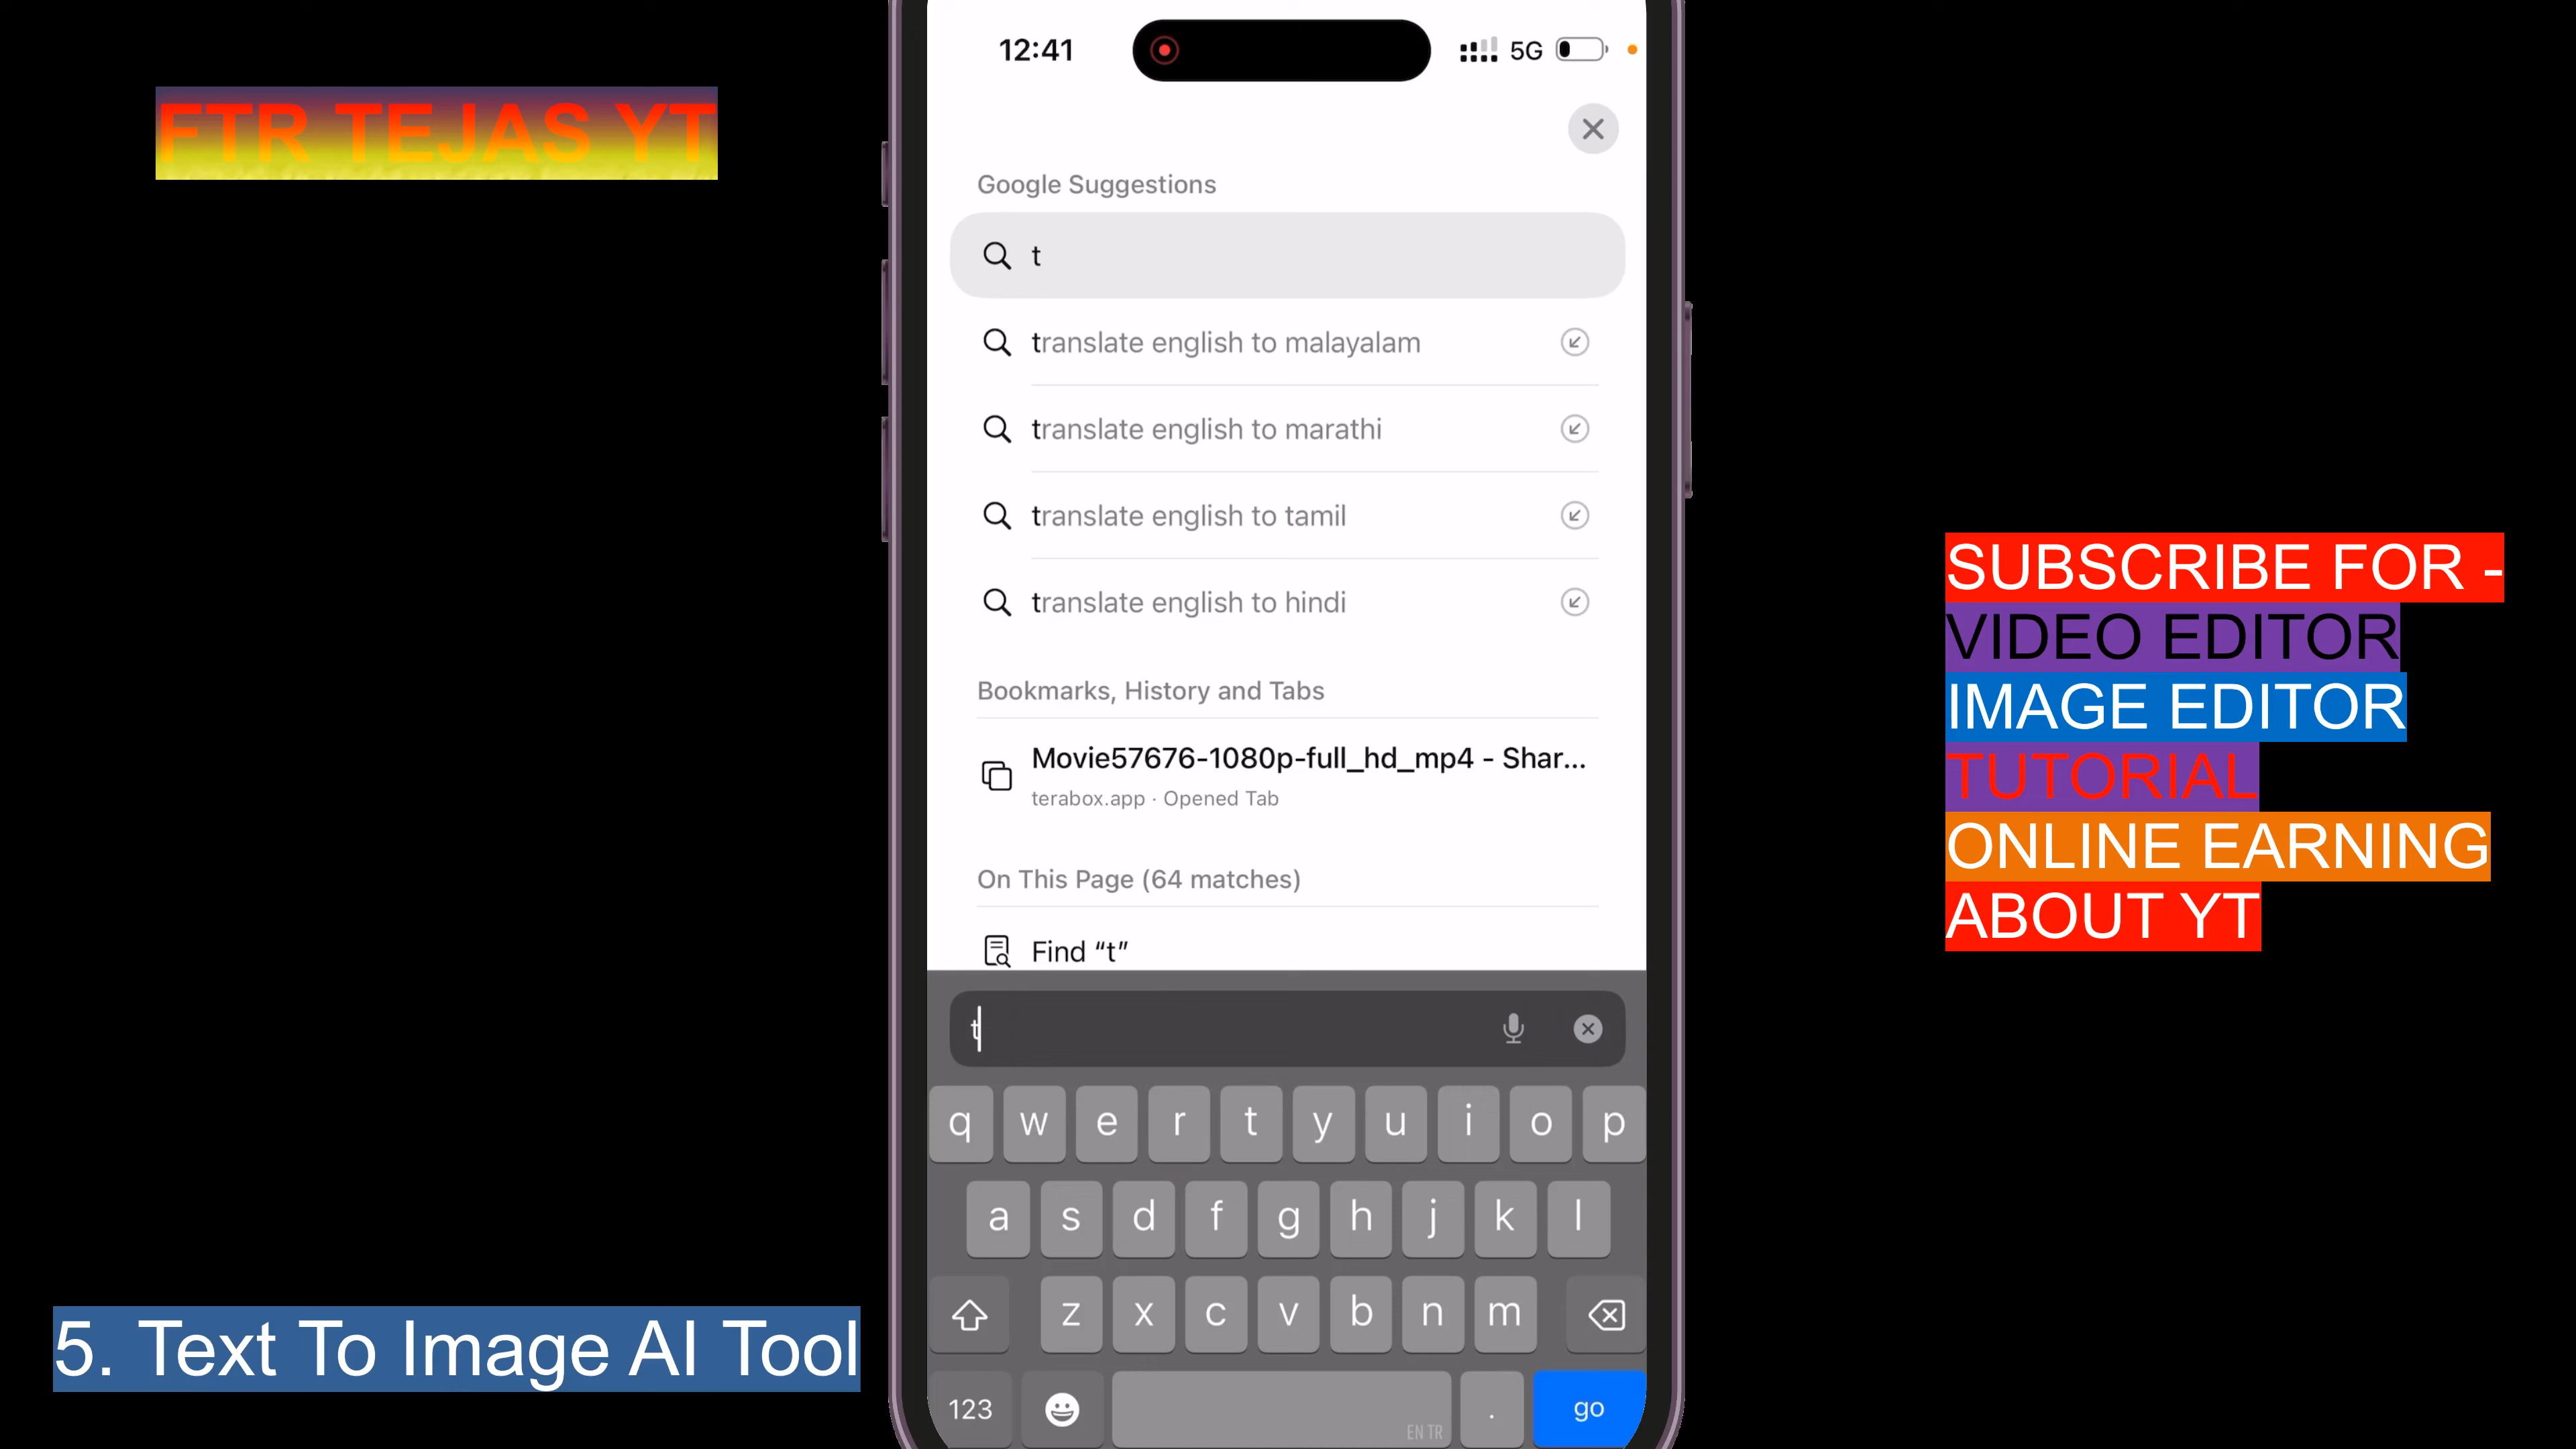 12:41
5G
FTR TEJAS YT
Google Suggestions
t
translate english to malayalam
translate english to marathi
translate english to tamil
translate english to hindi
Bookmarks, History and Tabs
Movie57676-1080p-full_hd_mp4 - Shar...
terabox.app · Opened Tab
On This Page (64 matches)
Find “t”
t
q w e r t y u i o p
a s d f g h j k l
z x c v b n m
123
EN TR
.
go
SUBSCRIBE FOR -
VIDEO EDITOR
IMAGE EDITOR
TUTORIAL
ONLINE EARNING
ABOUT YT
5. Text To Image AI Tool